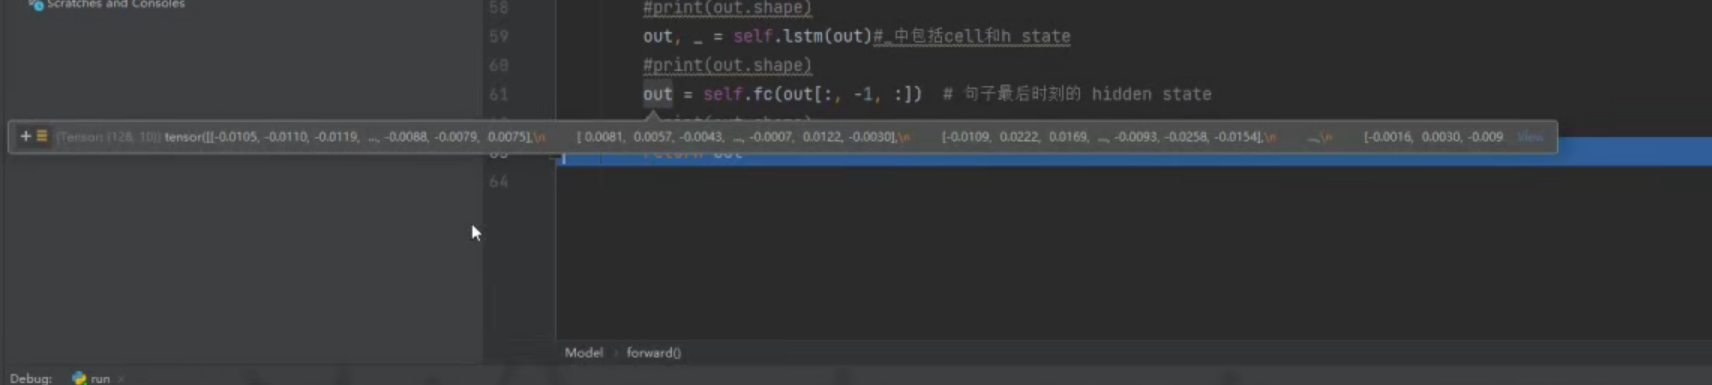 Scratches and Consoles
58 #print(out.shape)
59 out, _ = self.lstm(out)#_中包括cell和h state
60 #print(out.shape)
61 out = self.fc(out[:, -1, :]) # 句子最后时刻的 hidden state
{Tensor: (128, 10)} tensor([[-0.0105, -0.0110, -0.0119, ..., -0.0088, -0.0079, 0.0075],\n [ 0.0081, 0.0057, -0.0043, ..., -0.0007, 0.0122, -0.0030],\n [-0.0109, 0.0222, 0.0169, ..., -0.0093, -0.0258, -0.0154],\n ...,\n [-0.0016, 0.0030, -0.009 View
return out
64
Model forward()
Debug: run